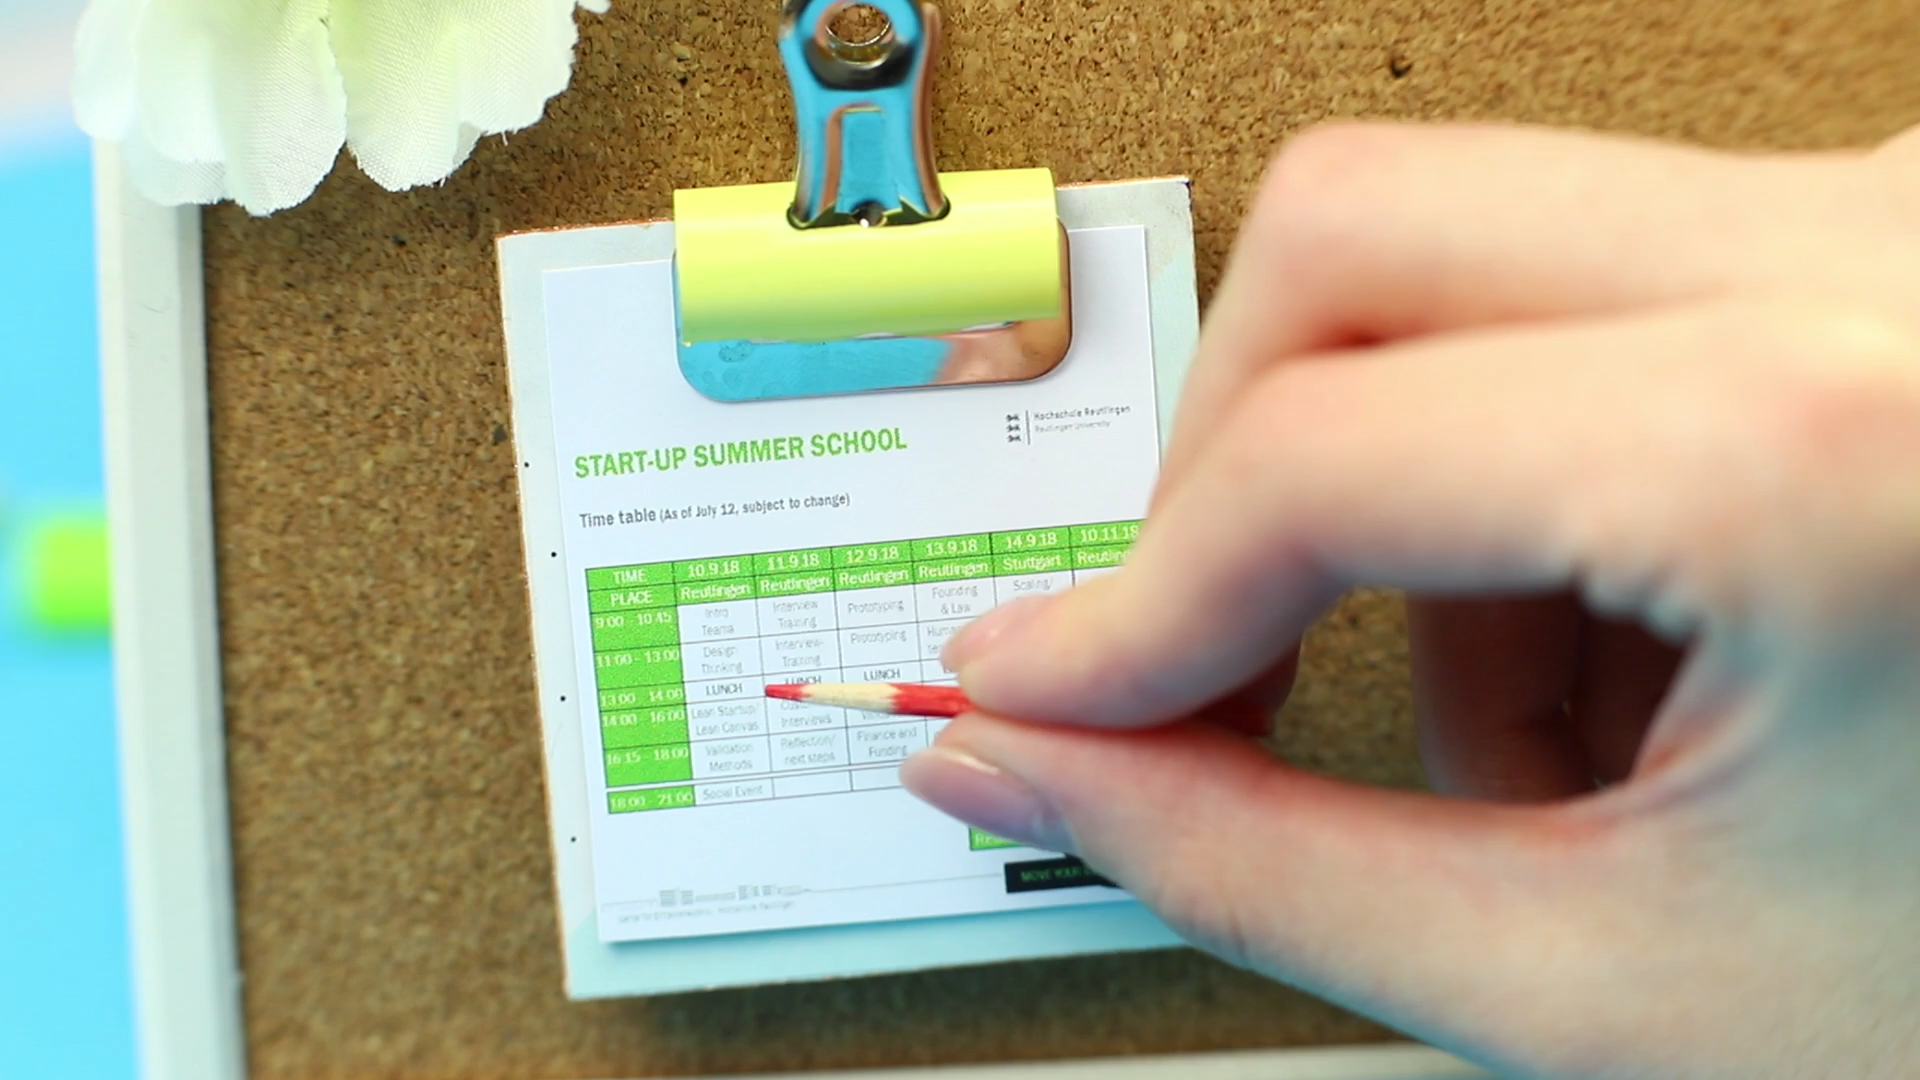 Hochschule Reutlingen
Reutlingen University
START-UP SUMMER SCHOOL
Time table (As of July 12, subject to change)
TIME 10.9.18 11.9.18 12.9.18 13.9.18 14.9.18 10.11.18
PLACE Reutlingen Reutlingen Reutlingen Reutlingen Stuttgart
9:00 - 10:45 Intro Interview Prototyping Founding Scaling/
Teams Training & Law
11:00 - 13:00 Design Interview- Prototyping
Thinking Training
13:00 - 14:00 LUNCH LUNCH LUNCH
14:00 - 16:00 Lean Startup/
Lean Canvas Interviews
16:15 - 18:00 Validation Reflection/ Finance and
Methods next steps Funding
18:00 - 21:00 Social Event
MOVE YOUR